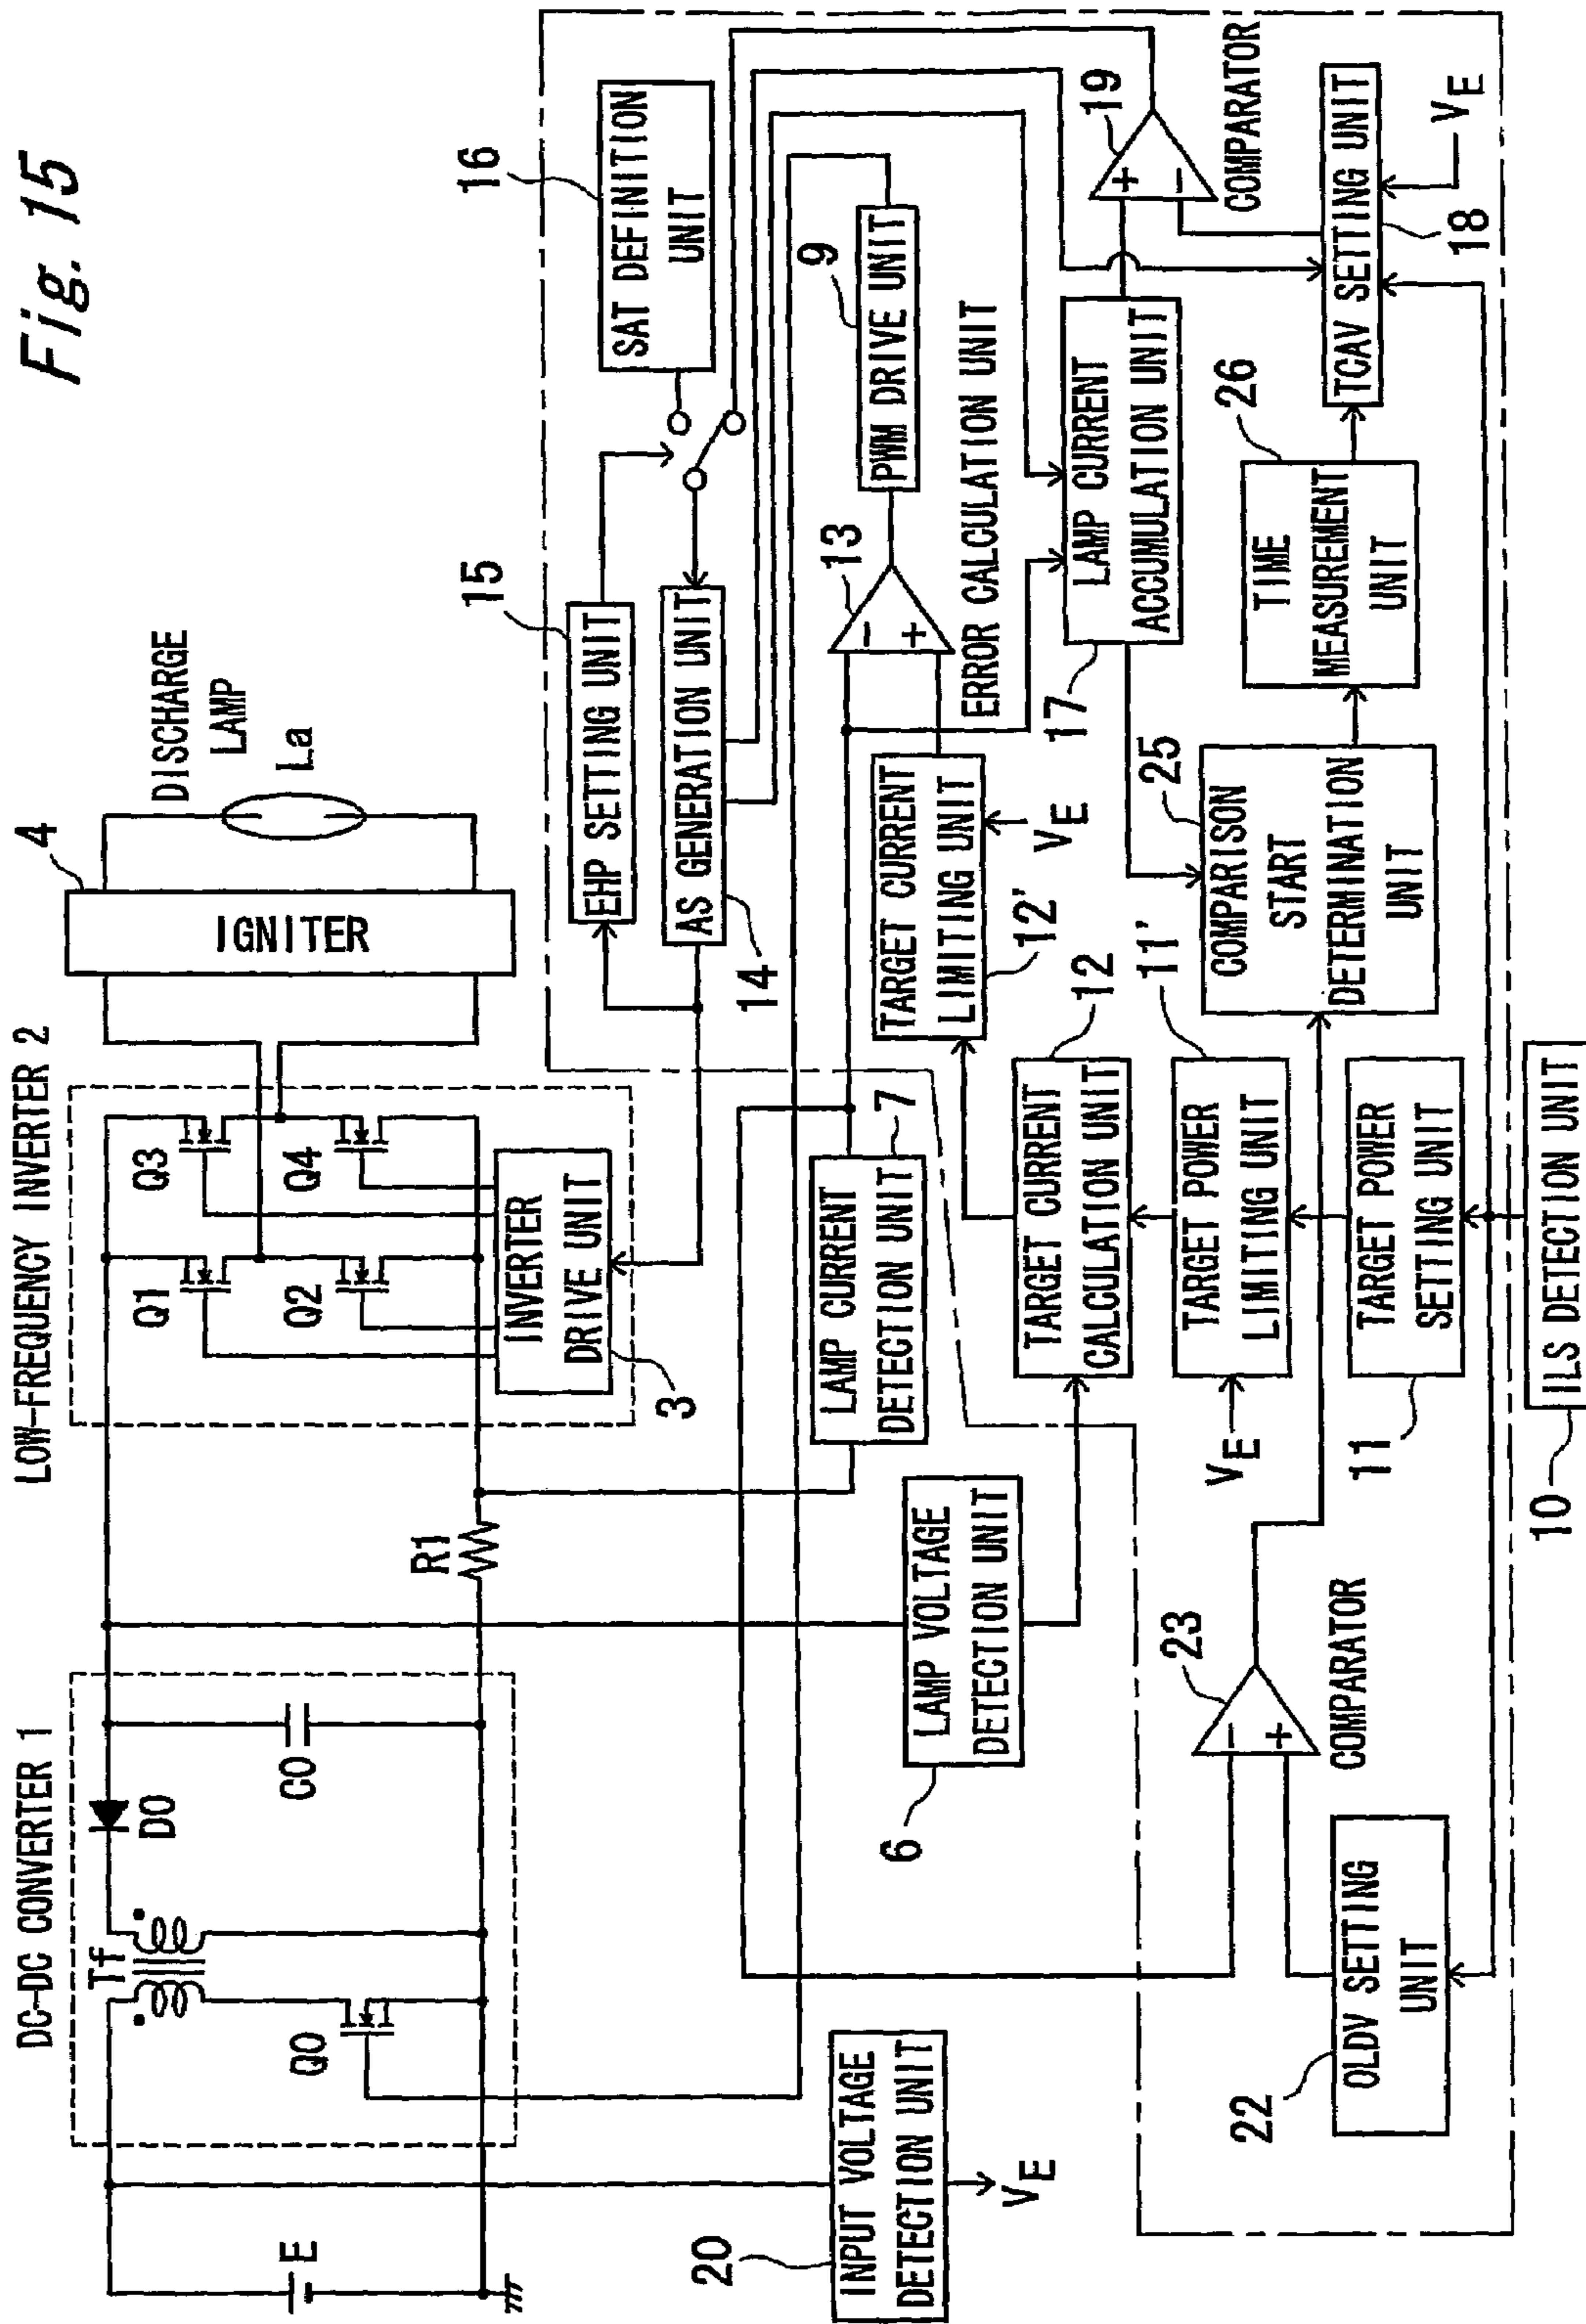 Fig. 15
DC-DC CONVERTER 1
LOW-FREQUENCY INVERTER 2
4
DISCHARGE
LAMP
La
IGNITER
E
Tf
D0
C0
Q0
R1
Q1
Q2
Q3
Q4
INVERTER
DRIVE UNIT
3
15
EHP SETTING UNIT
AS GENERATION UNIT
14
16
SAT DEFINITION
UNIT
20
INPUT VOLTAGE
DETECTION UNIT
VE
6
LAMP VOLTAGE
DETECTION UNIT
LAMP CURRENT
DETECTION UNIT
7
13
9
PWM DRIVE UNIT
ERROR CALCULATION UNIT
TARGET CURRENT
LIMITING UNIT
12'
VE
TARGET CURRENT
CALCULATION UNIT
12
17
LAMP CURRENT
ACCUMULATION UNIT
19
COMPARATOR
23
COMPARATOR
VE
TARGET POWER
LIMITING UNIT
11'
TARGET POWER
SETTING UNIT
11
25
COMPARISON
START
DETERMINATION
UNIT
26
TIME
MEASUREMENT
UNIT
TCAV SETTING UNIT
18
VE
22
OLDV SETTING
UNIT
10
ILS DETECTION UNIT